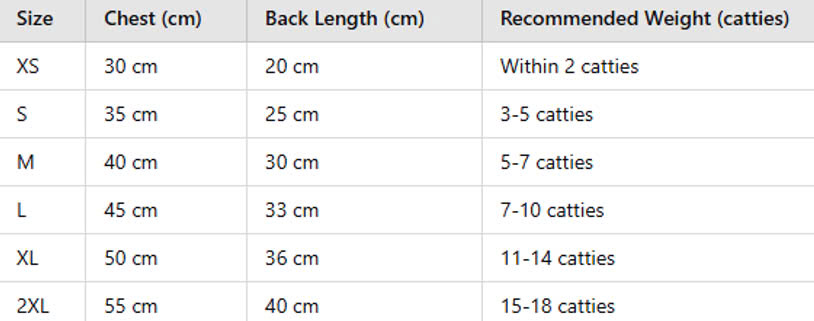 Size Chest (cm) Back Length (cm) Recommended Weight (catties)
XS 30 cm 20 cm Within 2 catties
S 35 cm 25 cm 3-5 catties
M 40 cm 30 cm 5-7 catties
L 45 cm 33 cm 7-10 catties
XL 50 cm 36 cm 11-14 catties
2XL 55 cm 40 cm 15-18 catties